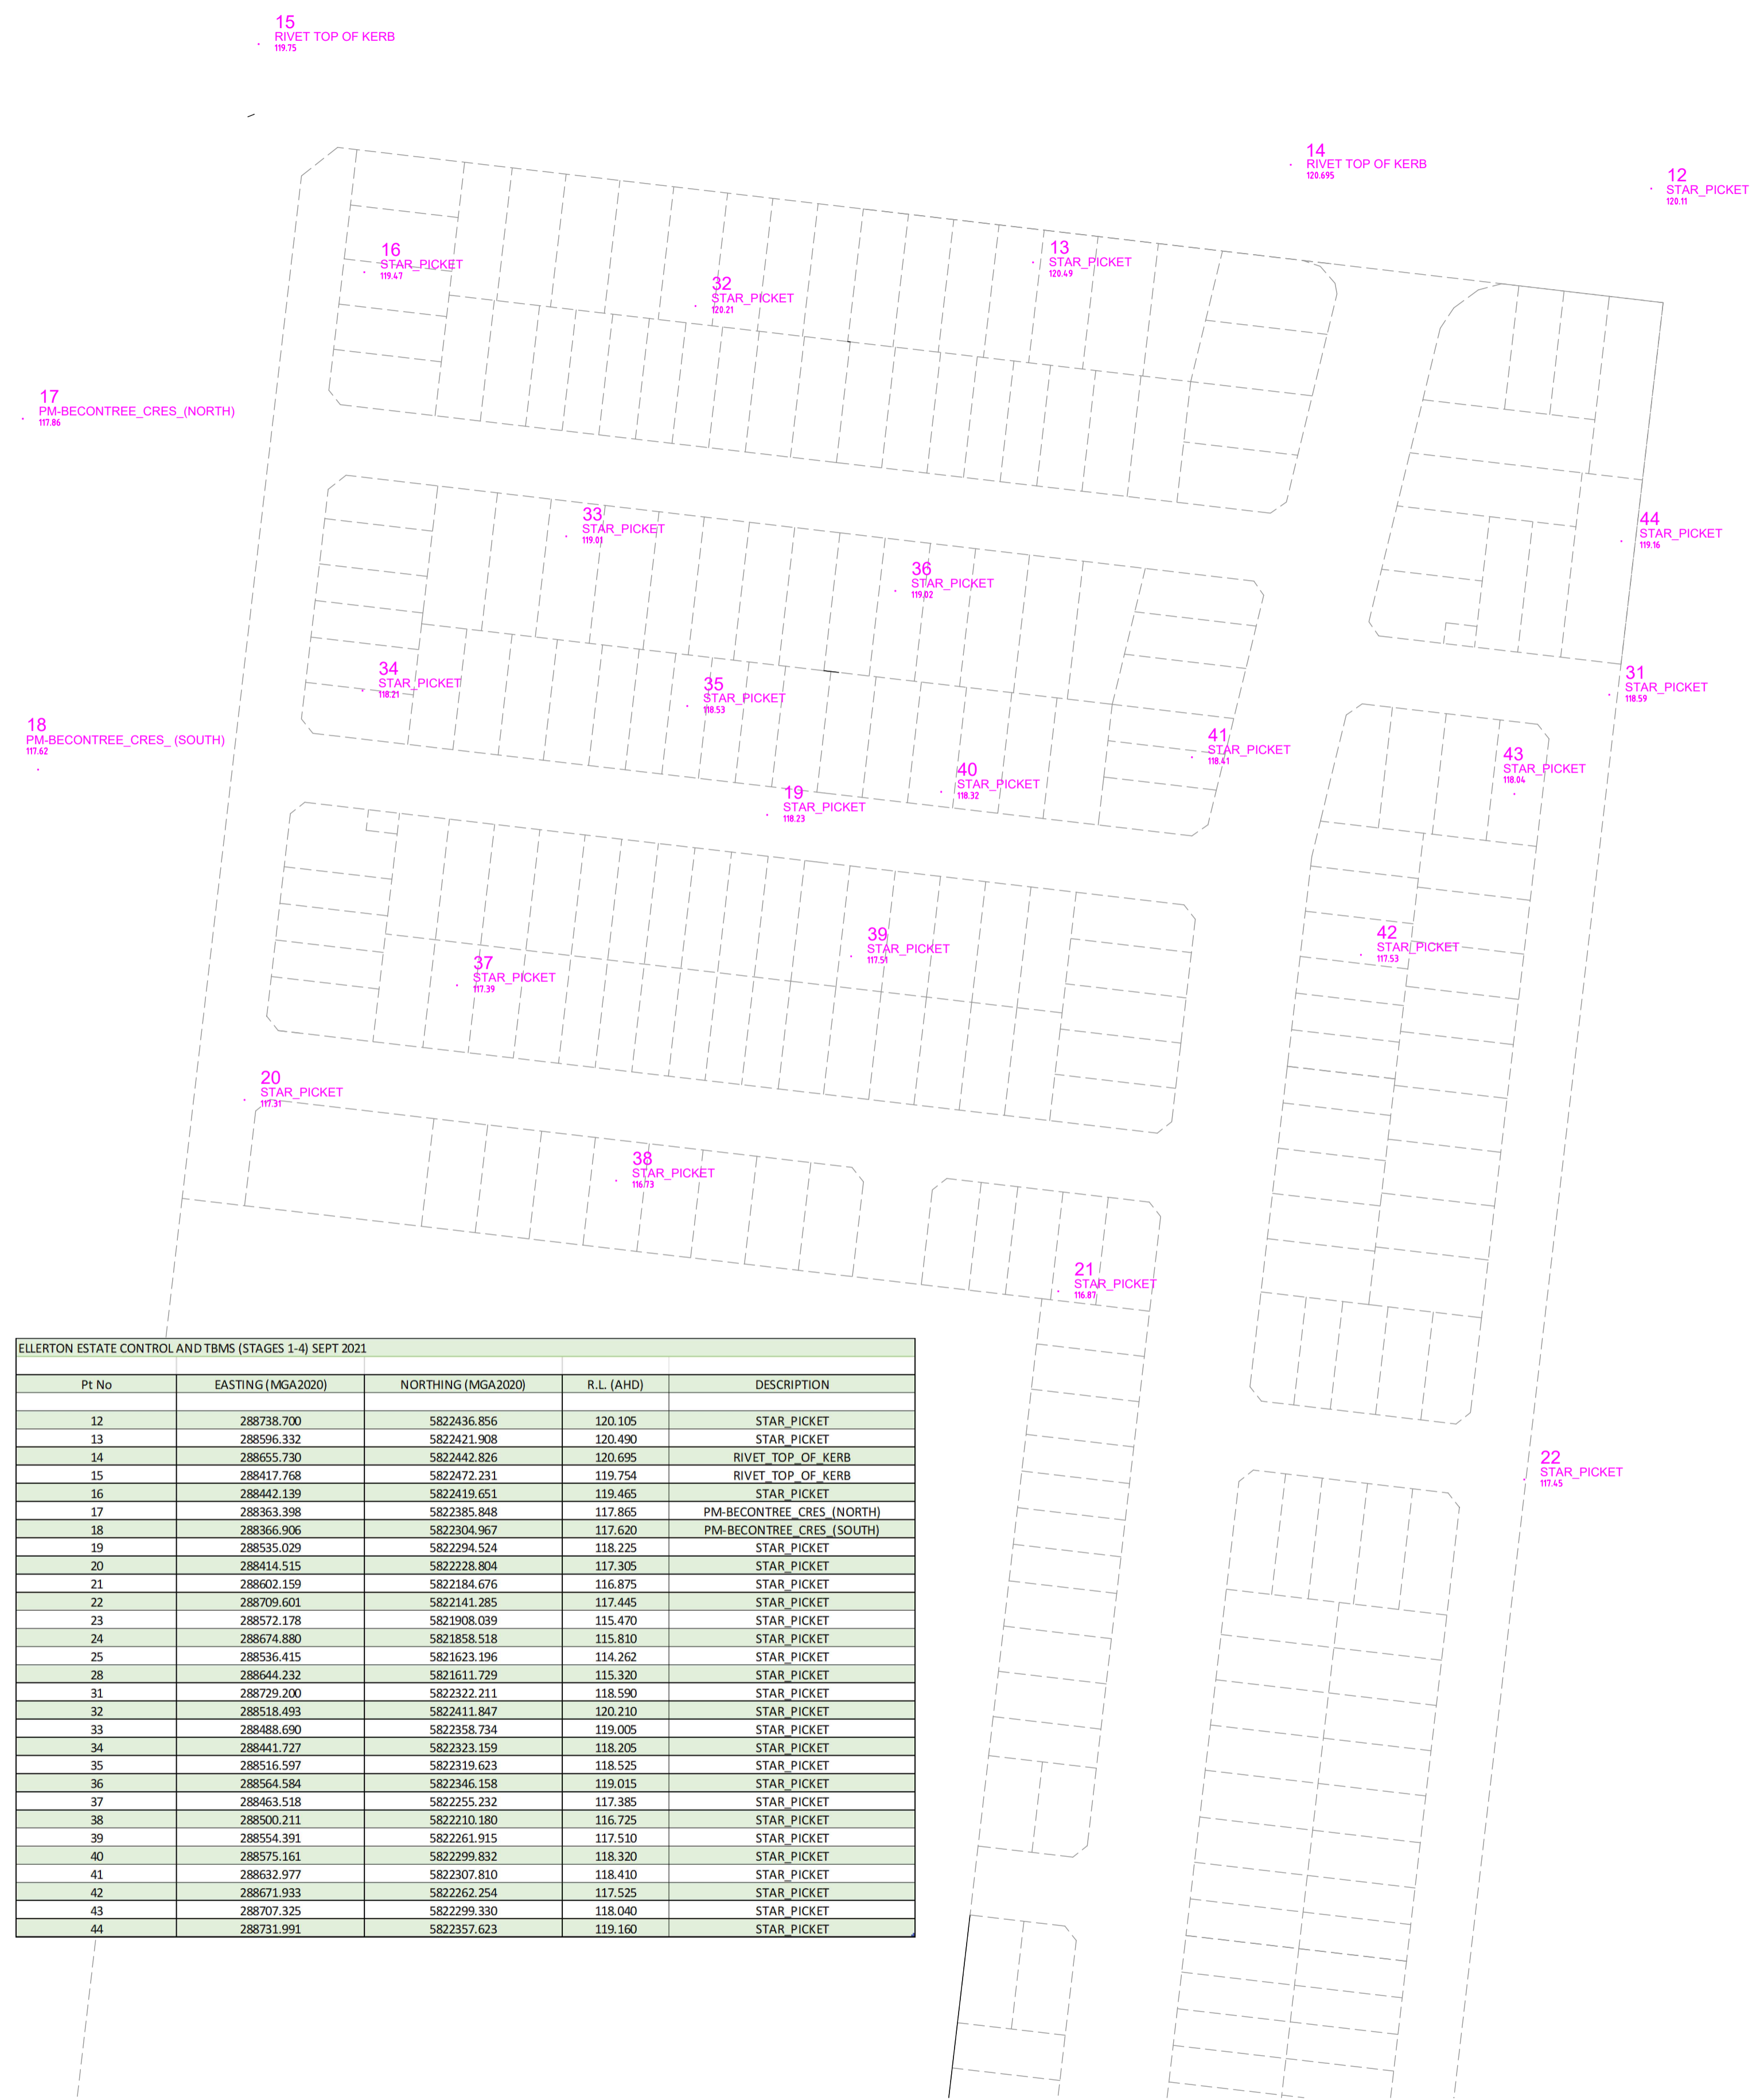 15
RIVET TOP OF KERB
119.75
14
RIVET TOP OF KERB
120.695
12
STAR_PICKET
120.11
16
STAR_PICKET
119.47
13
STAR_PICKET
120.49
32
STAR_PICKET
120.21
17
PM-BECONTREE_CRES_(NORTH)
117.86
33
STAR_PICKET
119.01
44
STAR_PICKET
119.16
36
STAR_PICKET
119.02
34
STAR_PICKET
118.21
35
STAR_PICKET
118.53
31
STAR_PICKET
118.59
18
PM-BECONTREE_CRES_ (SOUTH)
117.62
41
STAR_PICKET
118.41
43
STAR_PICKET
118.04
40
STAR_PICKET
118.32
19
STAR_PICKET
118.23
39
STAR_PICKET
117.51
42
STAR_PICKET
117.53
37
STAR_PICKET
117.39
20
STAR_PICKET
117.31
38
STAR_PICKET
116.73
21
STAR_PICKET
116.87
22
STAR_PICKET
117.45
ELLERTON ESTATE CONTROL AND TBMS (STAGES 1-4) SEPT 2021
Pt No EASTING (MGA2020) NORTHING (MGA2020) R.L. (AHD) DESCRIPTION
12 288738.700 5822436.856 120.105 STAR_PICKET
13 288596.332 5822421.908 120.490 STAR_PICKET
14 288655.730 5822442.826 120.695 RIVET_TOP_OF_KERB
15 288417.768 5822472.231 119.754 RIVET_TOP_OF_KERB
16 288442.139 5822419.651 119.465 STAR_PICKET
17 288363.398 5822385.848 117.865 PM-BECONTREE_CRES_(NORTH)
18 288366.906 5822304.967 117.620 PM-BECONTREE_CRES_(SOUTH)
19 288535.029 5822294.524 118.225 STAR_PICKET
20 288414.515 5822228.804 117.305 STAR_PICKET
21 288602.159 5822184.676 116.875 STAR_PICKET
22 288709.601 5822141.285 117.445 STAR_PICKET
23 288572.178 5821908.039 115.470 STAR_PICKET
24 288674.880 5821858.518 115.810 STAR_PICKET
25 288536.415 5821623.196 114.262 STAR_PICKET
28 288644.232 5821611.729 115.320 STAR_PICKET
31 288729.200 5822322.211 118.590 STAR_PICKET
32 288518.493 5822411.847 120.210 STAR_PICKET
33 288488.690 5822358.734 119.005 STAR_PICKET
34 288441.727 5822323.159 118.205 STAR_PICKET
35 288516.597 5822319.623 118.525 STAR_PICKET
36 288564.584 5822346.158 119.015 STAR_PICKET
37 288463.518 5822255.232 117.385 STAR_PICKET
38 288500.211 5822210.180 116.725 STAR_PICKET
39 288554.391 5822261.915 117.510 STAR_PICKET
40 288575.161 5822299.832 118.320 STAR_PICKET
41 288632.977 5822307.810 118.410 STAR_PICKET
42 288671.933 5822262.254 117.525 STAR_PICKET
43 288707.325 5822299.330 118.040 STAR_PICKET
44 288731.991 5822357.623 119.160 STAR_PICKET